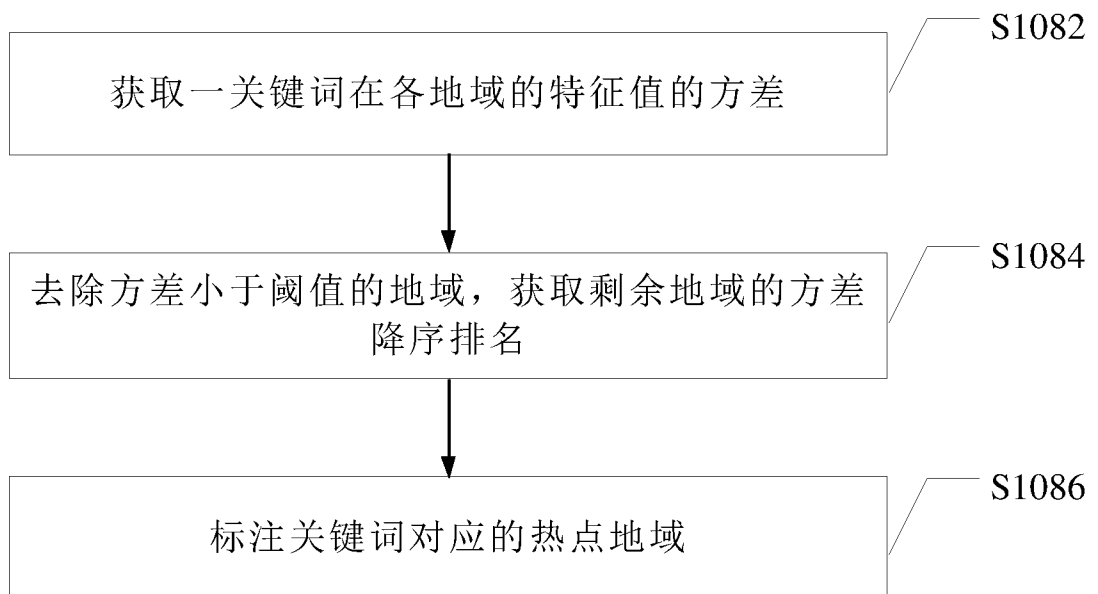 S1082
获取一关键词在各地域的特征值的方差
S1084
去除方差小于阈值的地域，获取剩余地域的方差
降序排名
S1086
标注关键词对应的热点地域